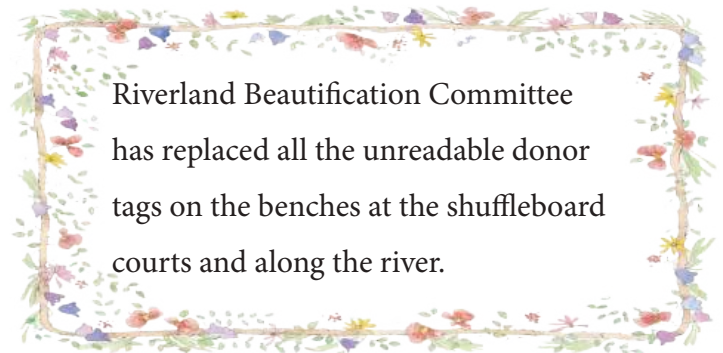 Riverland Beautification Committee
has replaced all the unreadable donor
tags on the benches at the shuffleboard
courts and along the river.